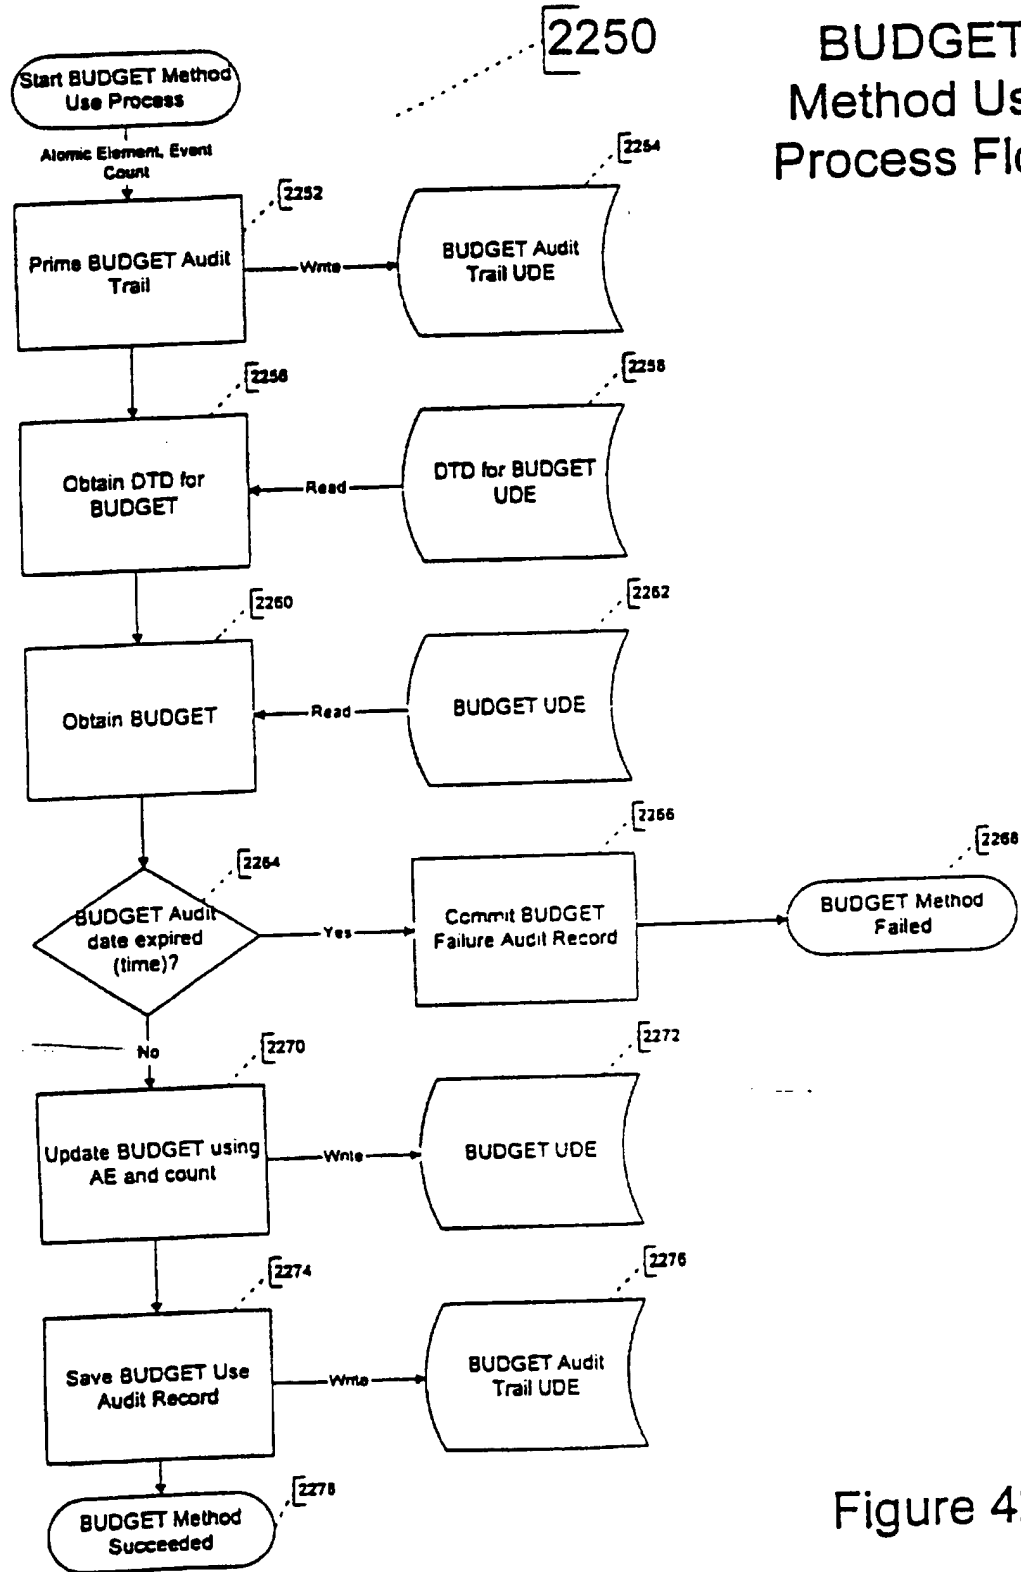 2250
BUDGET
Method Us
Process Flo
Start BUDGET Method
Use Process
Atomic Element, Event
Count
2252
2254
Prime BUDGET Audit
Trail
Write
BUDGET Audit
Trail UDE
2256
2258
Obtain DTD for
BUDGET
Read
DTD for BUDGET
UDE
2260
2262
Obtain BUDGET
Read
BUDGET UDE
2264
2266
2268
BUDGET Audit
date expired
(time)?
Yes
Commit BUDGET
Failure Audit Record
BUDGET Method
Failed
No
2270
2272
Update BUDGET using
AE and count
Write
BUDGET UDE
2274
2276
Save BUDGET Use
Audit Record
Write
BUDGET Audit
Trail UDE
2278
BUDGET Method
Succeeded
Figure 4